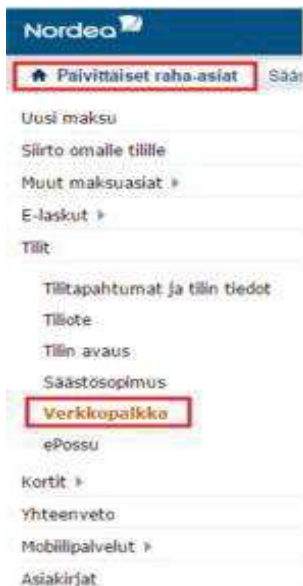 Nordea
Päivittäiset raha-asiat
Uusi maksu
Siirto omalle tilille
Muut maksuasiat
E-laskut
Tilit
Tilitapahtumat ja tilin tiedot
Tiliote
Tilin avaus
Säästösopimus
Verkkopalkka
ePossu
Kortit
Yhteenveto
Mobiilipalvelut
Asiakirjat